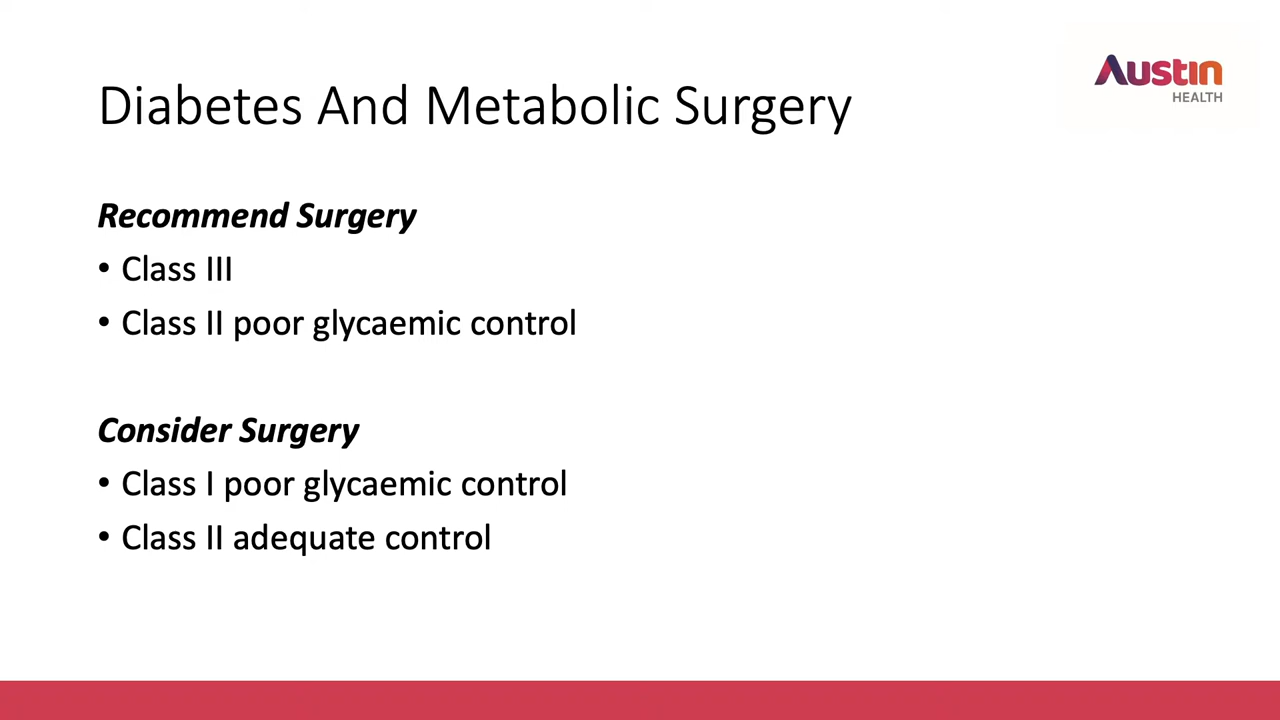 Austin
HEALTH
Diabetes And Metabolic Surgery
Recommend Surgery
• Class III
• Class II poor glycaemic control
Consider Surgery
• Class I poor glycaemic control
• Class II adequate control